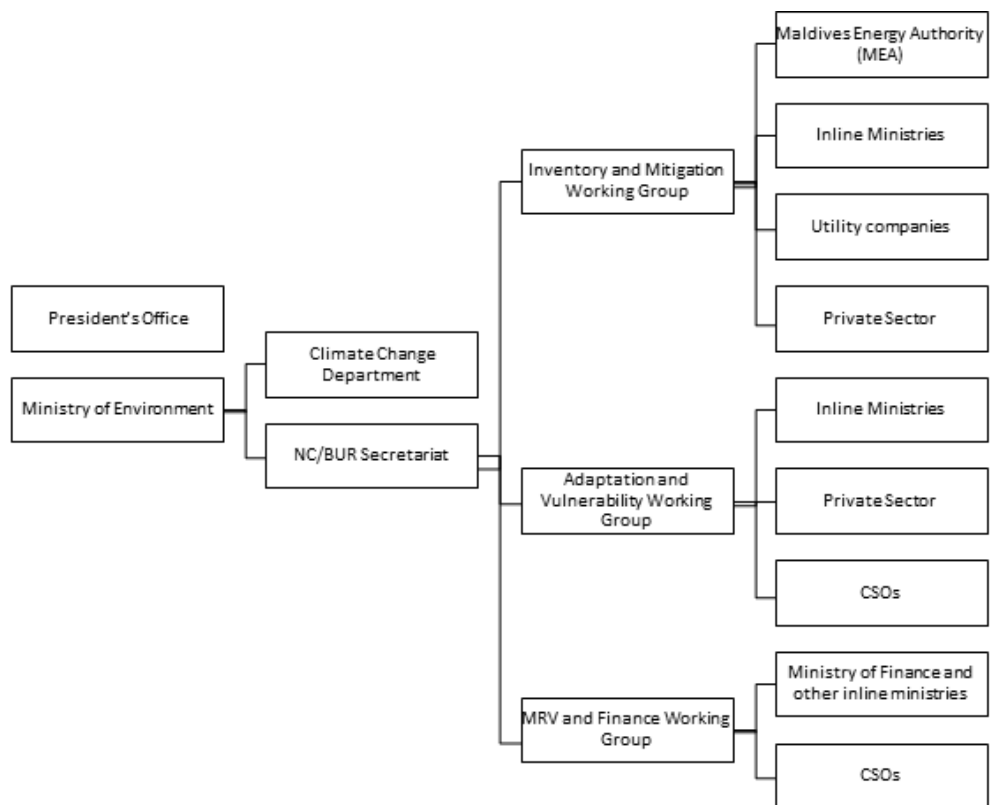 President's Office
Ministry of Environment
Climate Change
Department
NC/BUR Secretariat
Inventory and Mitigation
Working Group
Adaptation and
Vulnerability Working
Group
MRV and Finance Working
Group
Maldives Energy Authority
(MEA)
Inline Ministries
Utility companies
Private Sector
Inline Ministries
Private Sector
CSOs
Ministry of Finance and
other inline ministries
CSOs